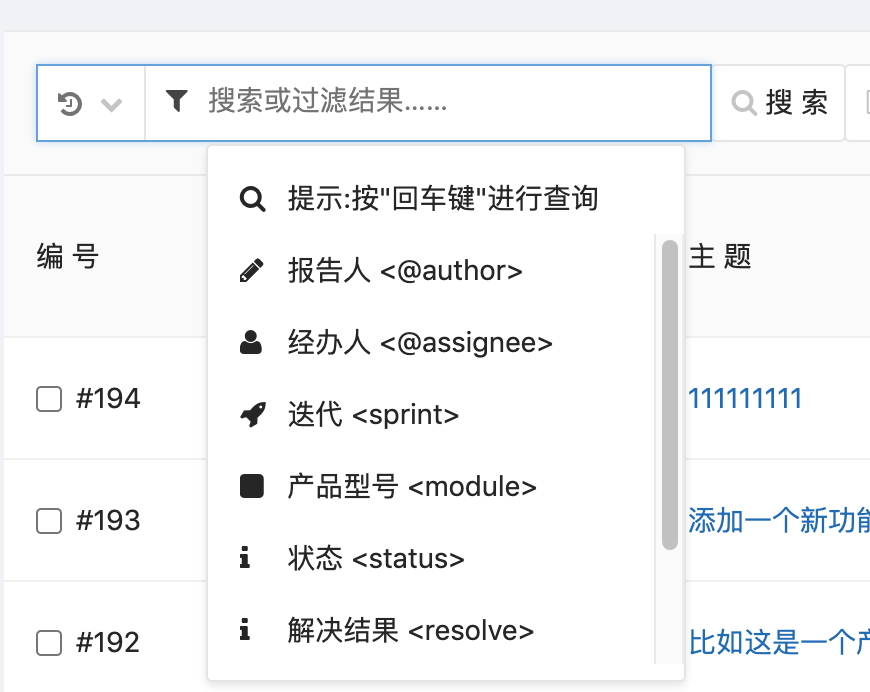 搜索或过滤结果...... 搜 索
提示:按"回车键"进行查询
编 号 主 题
报告人 <@author>
经办人 <@assignee>
#194 111111111
迭代 <sprint>
产品型号 <module>
#193 添加一个新功能
状态 <status>
解决结果 <resolve>
#192 比如这是一个产